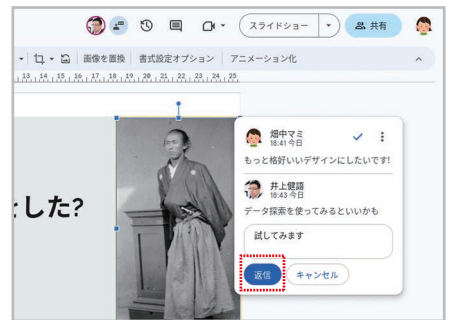 スライドショー
共有
画像を置換
書式設定オプション
アニメーション化
13 14 15 16 17 18 19 20 21 22 23 24 25
畑中マミ
18:41 今日
もっと格好いいデザインにしたいです!
井上健語
18:43 今日
データ探索を使ってみるといいかも
試してみます
返信
キャンセル
をした?